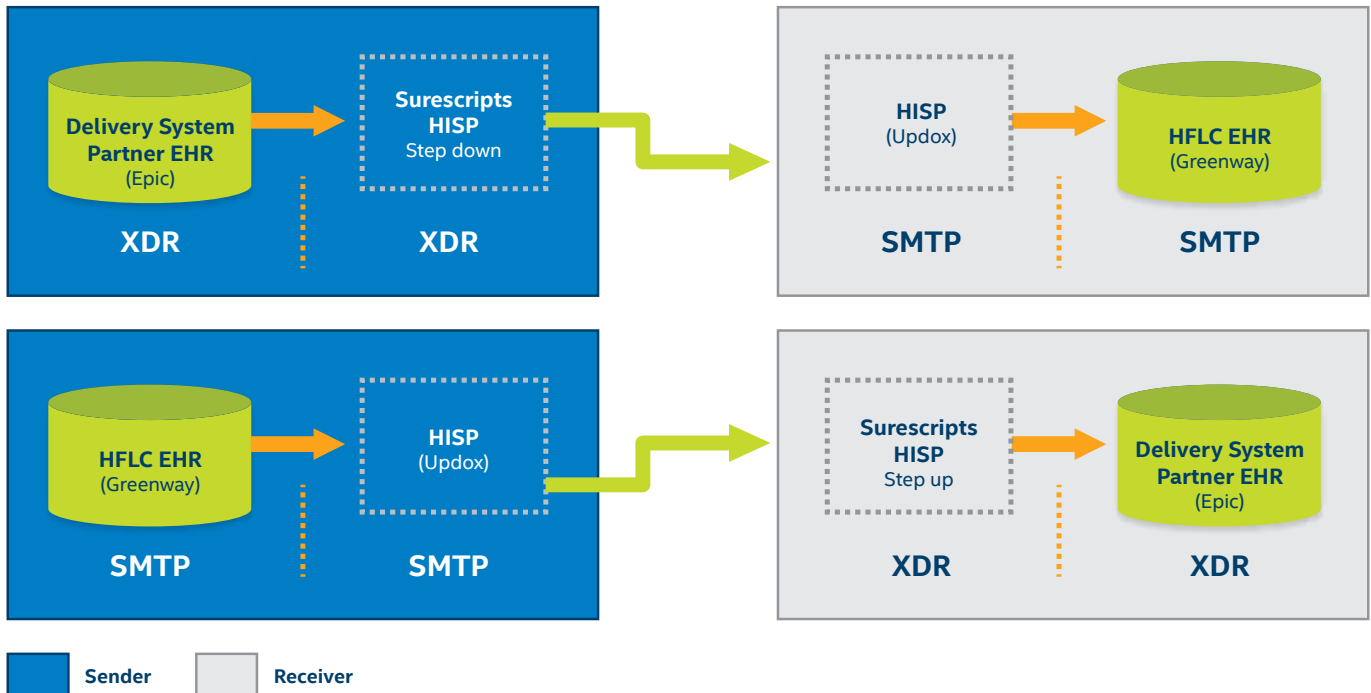 Delivery System
Partner EHR
(Epic)
XDR
Surescripts
HISP
Step down
XDR
HISP
(Updox)
SMTP
HFLC EHR
(Greenway)
SMTP
HFLC EHR
(Greenway)
SMTP
HISP
(Updox)
SMTP
Surescripts
HISP
Step up
XDR
Delivery System
Partner EHR
(Epic)
XDR
Sender
Receiver